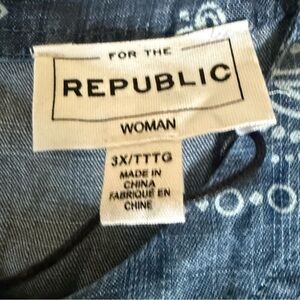 FOR THE
REPUBLIC
WOMAN
3X/TTTG
MADE IN
CHINA
FABRIQUÉ EN
CHINE